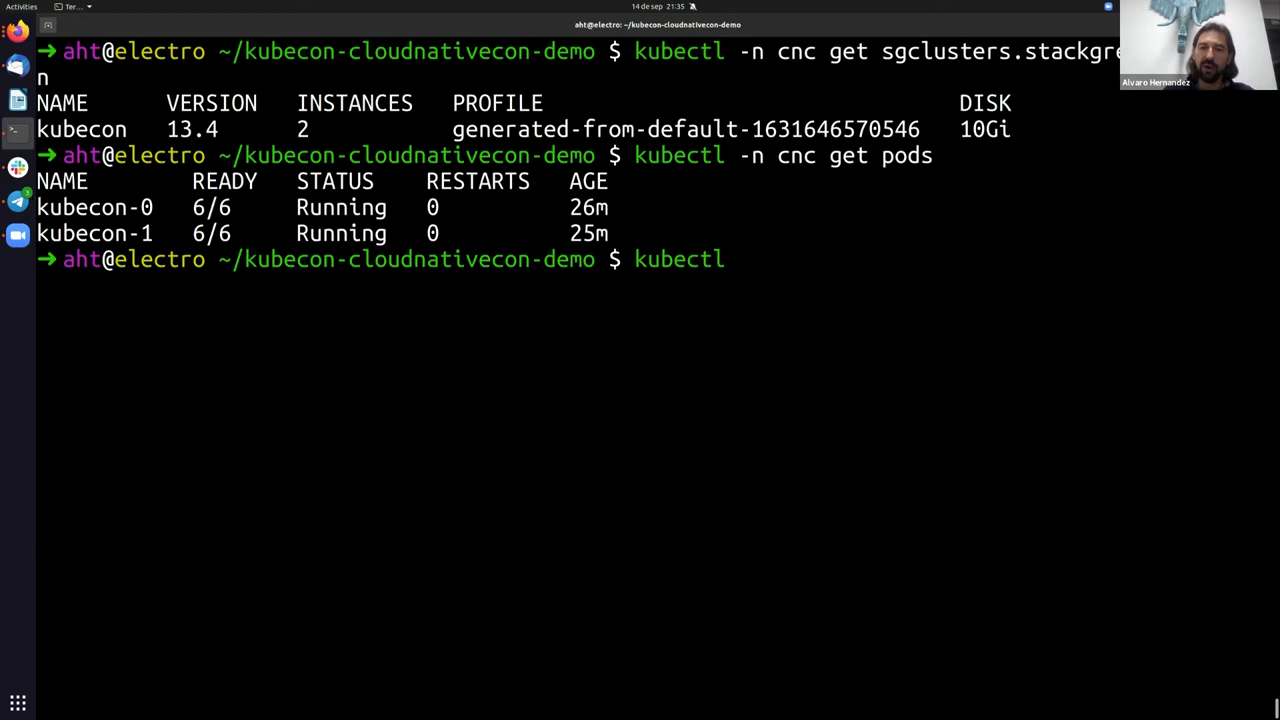 Activities
Ter...
14 de sep 21:35
aht@electro: ~/kubecon-cloudnativecon-demo
➜ aht@electro ~/kubecon-cloudnativecon-demo $ kubectl -n cnc get sgclusters.stackgre
n
NAME VERSION INSTANCES PROFILE DISK
kubecon 13.4 2 generated-from-default-1631646570546 10Gi
➜ aht@electro ~/kubecon-cloudnativecon-demo $ kubectl -n cnc get pods
NAME READY STATUS RESTARTS AGE
kubecon-0 6/6 Running 0 26m
kubecon-1 6/6 Running 0 25m
➜ aht@electro ~/kubecon-cloudnativecon-demo $ kubectl
Alvaro Hernandez